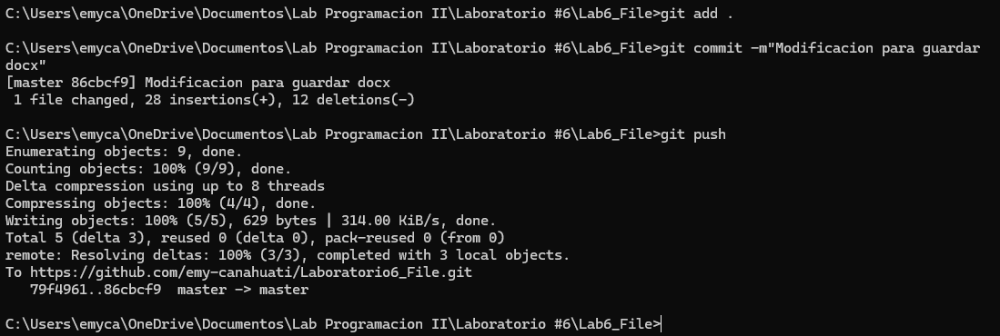 C:\Users\emyca\OneDrive\Documentos\Lab Programacion II\Laboratorio #6\Lab6_File>git add .
C:\Users\emyca\OneDrive\Documentos\Lab Programacion II\Laboratorio #6\Lab6_File>git commit -m"Modificacion para guardar
docx"
[master 86cbcf9] Modificacion para guardar docx
 1 file changed, 28 insertions(+), 12 deletions(-)
C:\Users\emyca\OneDrive\Documentos\Lab Programacion II\Laboratorio #6\Lab6_File>git push
Enumerating objects: 9, done.
Counting objects: 100% (9/9), done.
Delta compression using up to 8 threads
Compressing objects: 100% (4/4), done.
Writing objects: 100% (5/5), 629 bytes | 314.00 KiB/s, done.
Total 5 (delta 3), reused 0 (delta 0), pack-reused 0 (from 0)
remote: Resolving deltas: 100% (3/3), completed with 3 local objects.
To https://github.com/emy-canahuati/Laboratorio6_File.git
   79f4961..86cbcf9  master -> master
C:\Users\emyca\OneDrive\Documentos\Lab Programacion II\Laboratorio #6\Lab6_File>